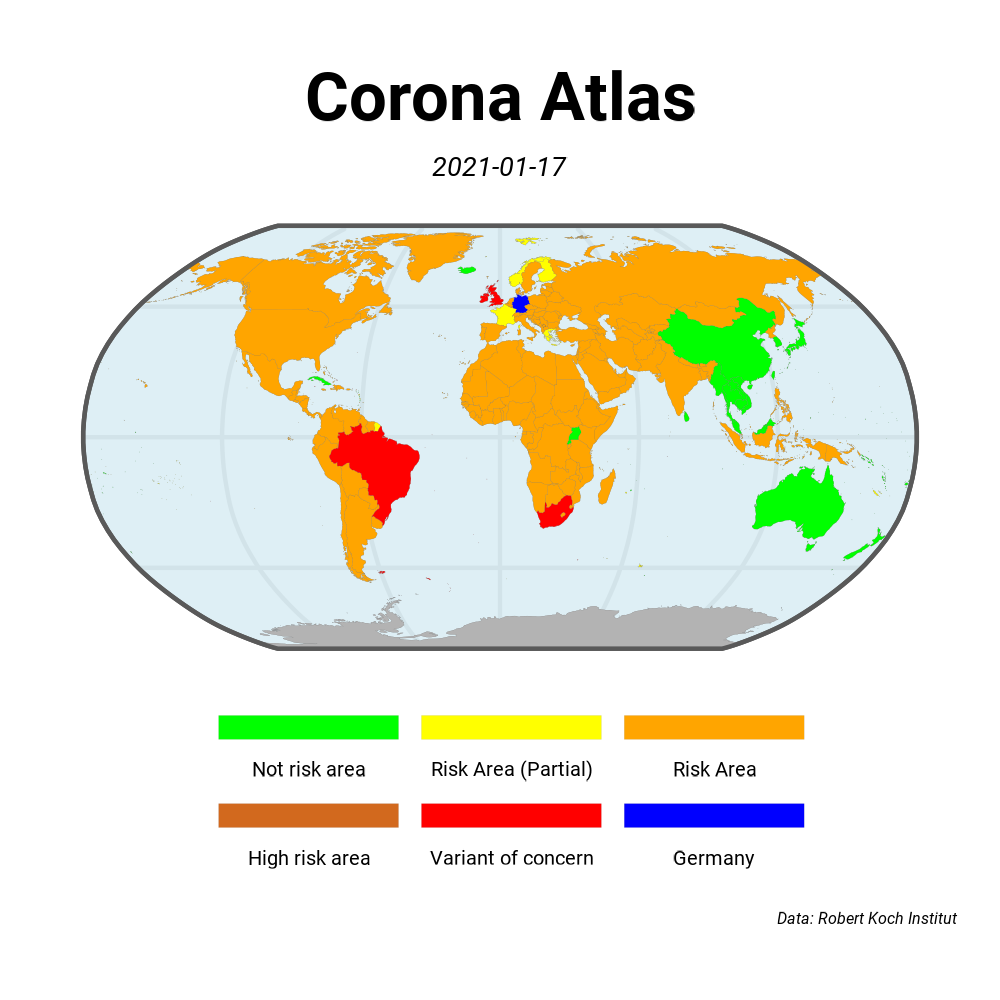 Corona Atlas
2021-01-17
Not risk area
Risk Area (Partial)
Risk Area
High risk area
Variant of concern
Germany
Data: Robert Koch Institut